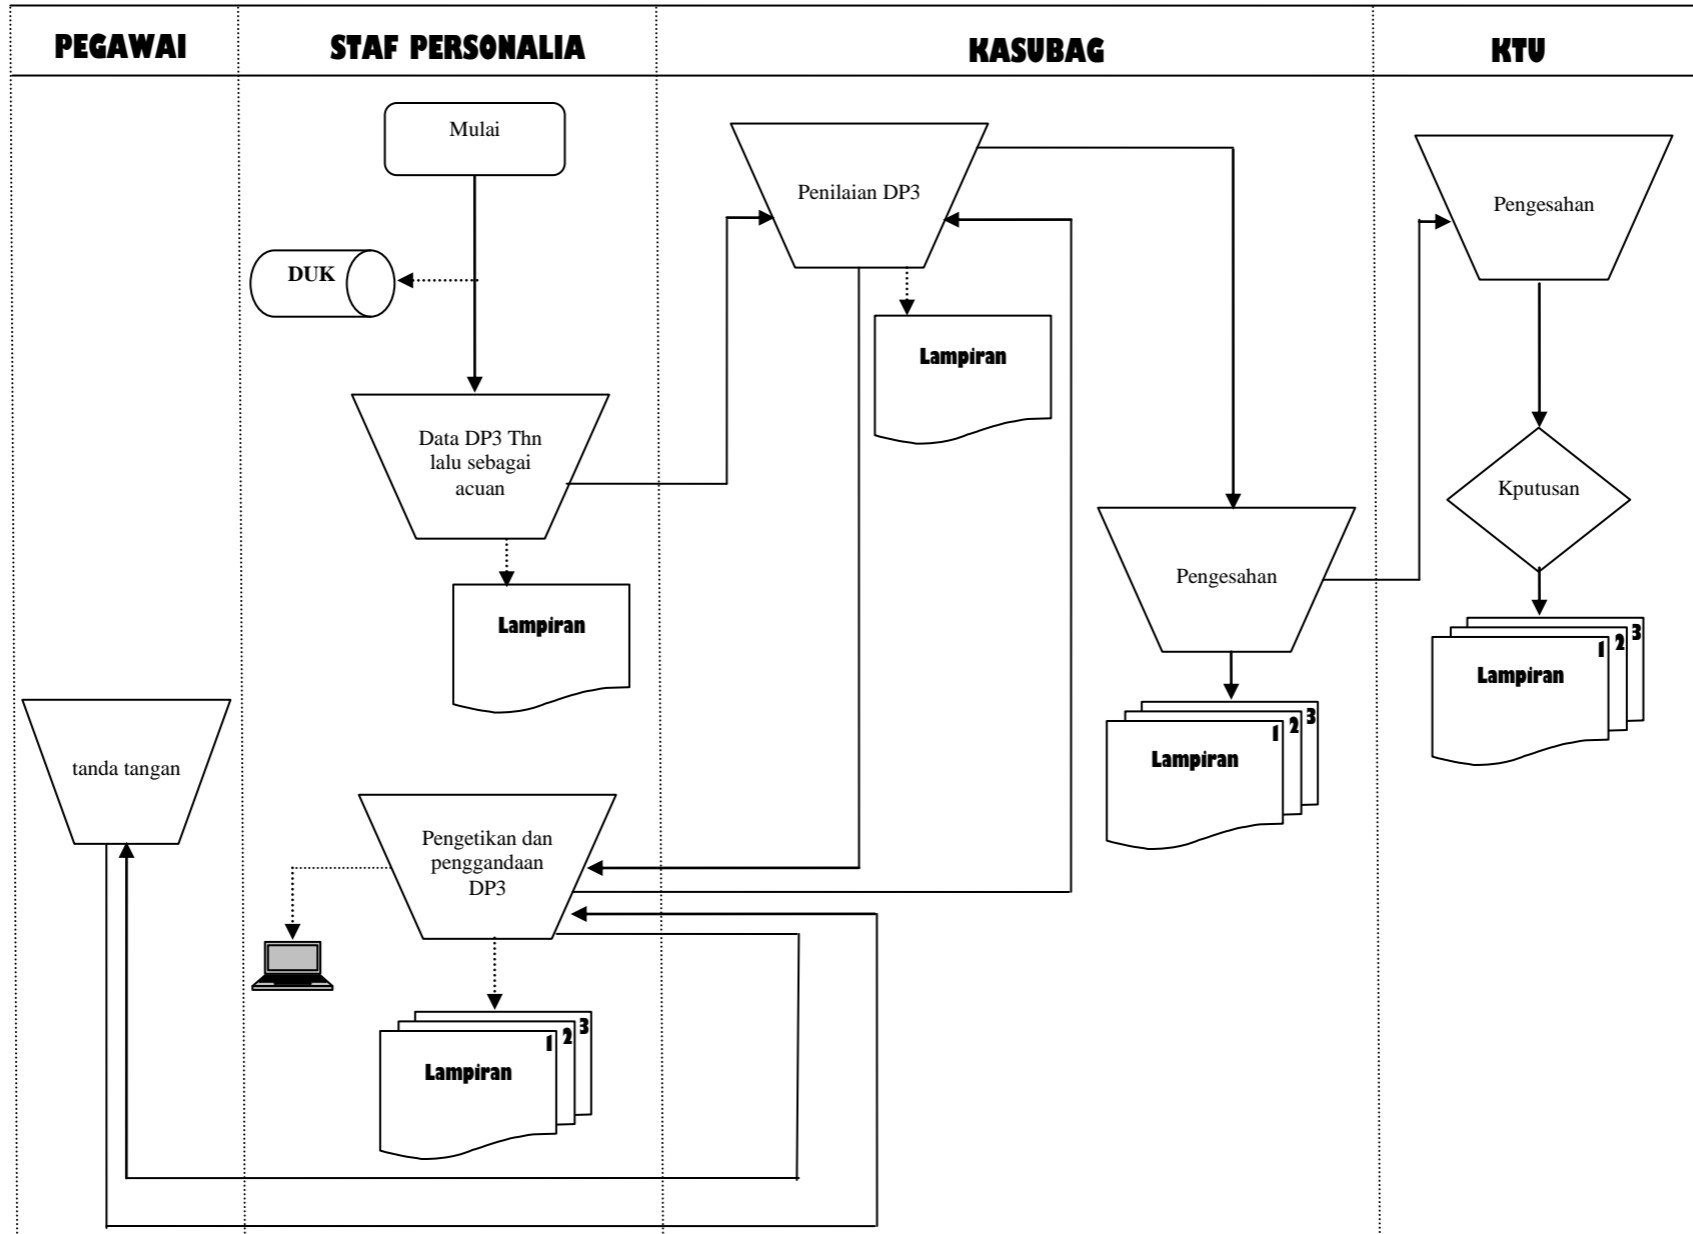 PEGAWAI
STAF PERSONALIA
KASUBAG
KTU
Mulai
DUK
Data DP3 Thn
lalu sebagai
acuan
Lampiran
Penilaian DP3
Lampiran
Pengesahan
Lampiran
1
2
3
Pengesahan
Kputusan
Lampiran
1
2
3
tanda tangan
Pengetikan dan
penggandaan
DP3
Lampiran
1
2
3